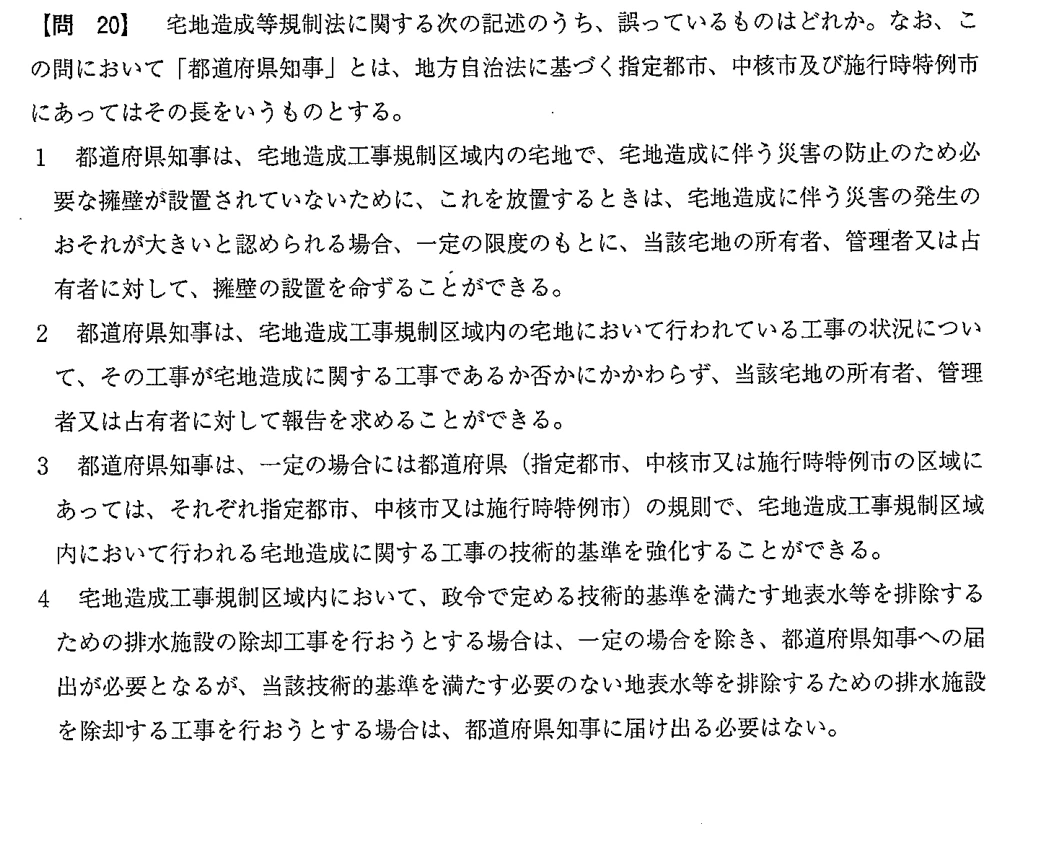 【問　20】　宅地造成等規制法に関する次の記述のうち、誤っているものはどれか。なお、こ
の問において「都道府県知事」とは、地方自治法に基づく指定都市、中核市及び施行時特例市
にあってはその長をいうものとする。
1　都道府県知事は、宅地造成工事規制区域内の宅地で、宅地造成に伴う災害の防止のため必
要な擁壁が設置されていないために、これを放置するときは、宅地造成に伴う災害の発生の
おそれが大きいと認められる場合、一定の限度のもとに、当該宅地の所有者、管理者又は占
有者に対して、擁壁の設置を命ずることができる。
2　都道府県知事は、宅地造成工事規制区域内の宅地において行われている工事の状況につい
て、その工事が宅地造成に関する工事であるか否かにかかわらず、当該宅地の所有者、管理
者又は占有者に対して報告を求めることができる。
3　都道府県知事は、一定の場合には都道府県（指定都市、中核市又は施行時特例市の区域に
あっては、それぞれ指定都市、中核市又は施行時特例市）の規則で、宅地造成工事規制区域
内において行われる宅地造成に関する工事の技術的基準を強化することができる。
4　宅地造成工事規制区域内において、政令で定める技術的基準を満たす地表水等を排除する
ための排水施設の除却工事を行おうとする場合は、一定の場合を除き、都道府県知事への届
出が必要となるが、当該技術的基準を満たす必要のない地表水等を排除するための排水施設
を除却する工事を行おうとする場合は、都道府県知事に届け出る必要はない。